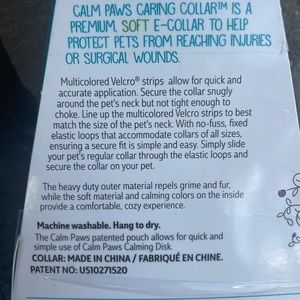 CALM PAWS CARING COLLAR™ IS A
PREMIUM, SOFT E-COLLAR TO HELP
PROTECT PETS FROM REACHING INJURIES
OR SURGICAL WOUNDS.
Multicolored Velcro® strips allow for quick and
accurate application. Secure the collar snugly
around the pet's neck but not tight enough to
choke. Line up the multicolored Velcro strips to best
match the size of the pet's neck. With no-fuss, fixed
elastic loops that accommodate collars of all sizes,
ensuring a secure fit is simple and easy. Simply slide
your pet's regular collar through the elastic loops and
secure the collar on your pet.
The heavy duty outer material repels grime and fur,
while the soft material and calming colors on the inside
provide a comfortable, cozy experience.
Machine washable. Hang to dry.
The Calm Paws patented pouch allows for quick and
simple use of Calm Paws Calming Disk.
COLLAR: MADE IN CHINA / FABRIQUÉ EN CHINE.
PATENT NO: US10271520